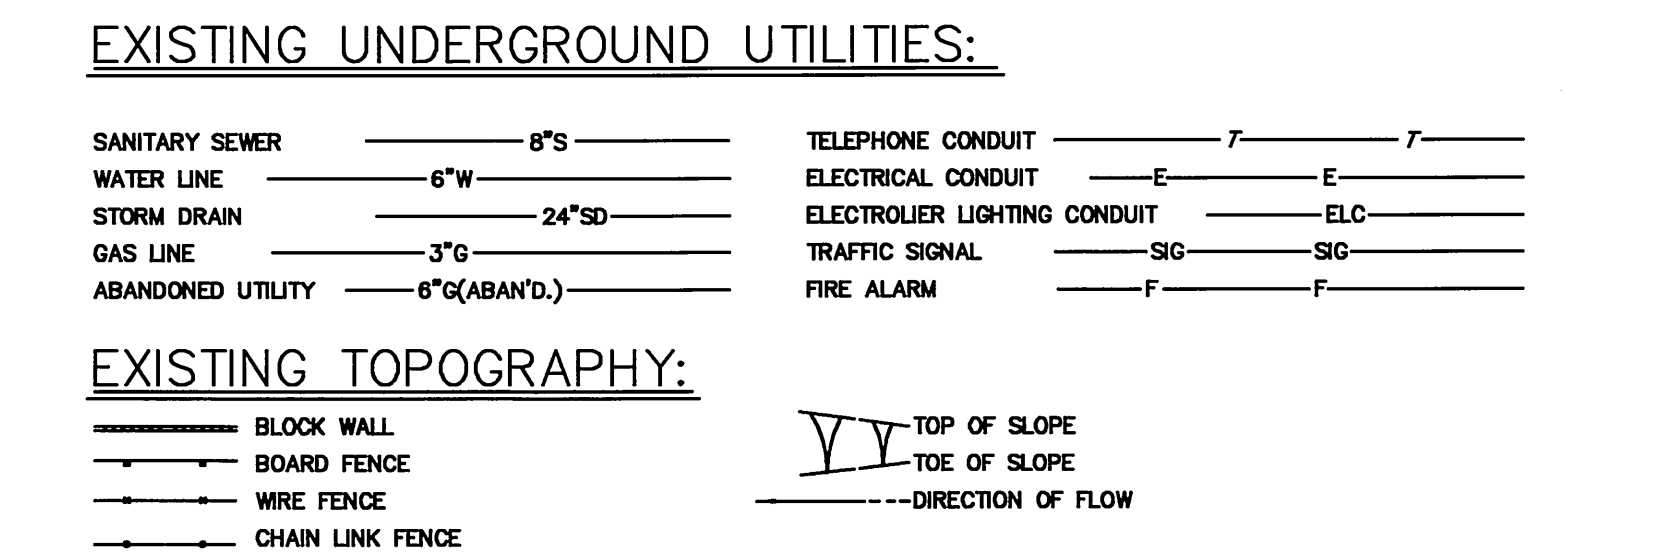 EXISTING UNDERGROUND UTILITIES:
SANITARY SEWER 8"S
WATER LINE 6"W
STORM DRAIN 24"SD
GAS LINE 3"G
ABANDONED UTILITY 6"G(ABAN'D.)
TELEPHONE CONDUIT T T
ELECTRICAL CONDUIT E E
ELECTROLIER LIGHTING CONDUIT ELC
TRAFFIC SIGNAL SIG SIG
FIRE ALARM F F
EXISTING TOPOGRAPHY:
BLOCK WALL
BOARD FENCE
WIRE FENCE
CHAIN LINK FENCE
TOP OF SLOPE
TOE OF SLOPE
DIRECTION OF FLOW